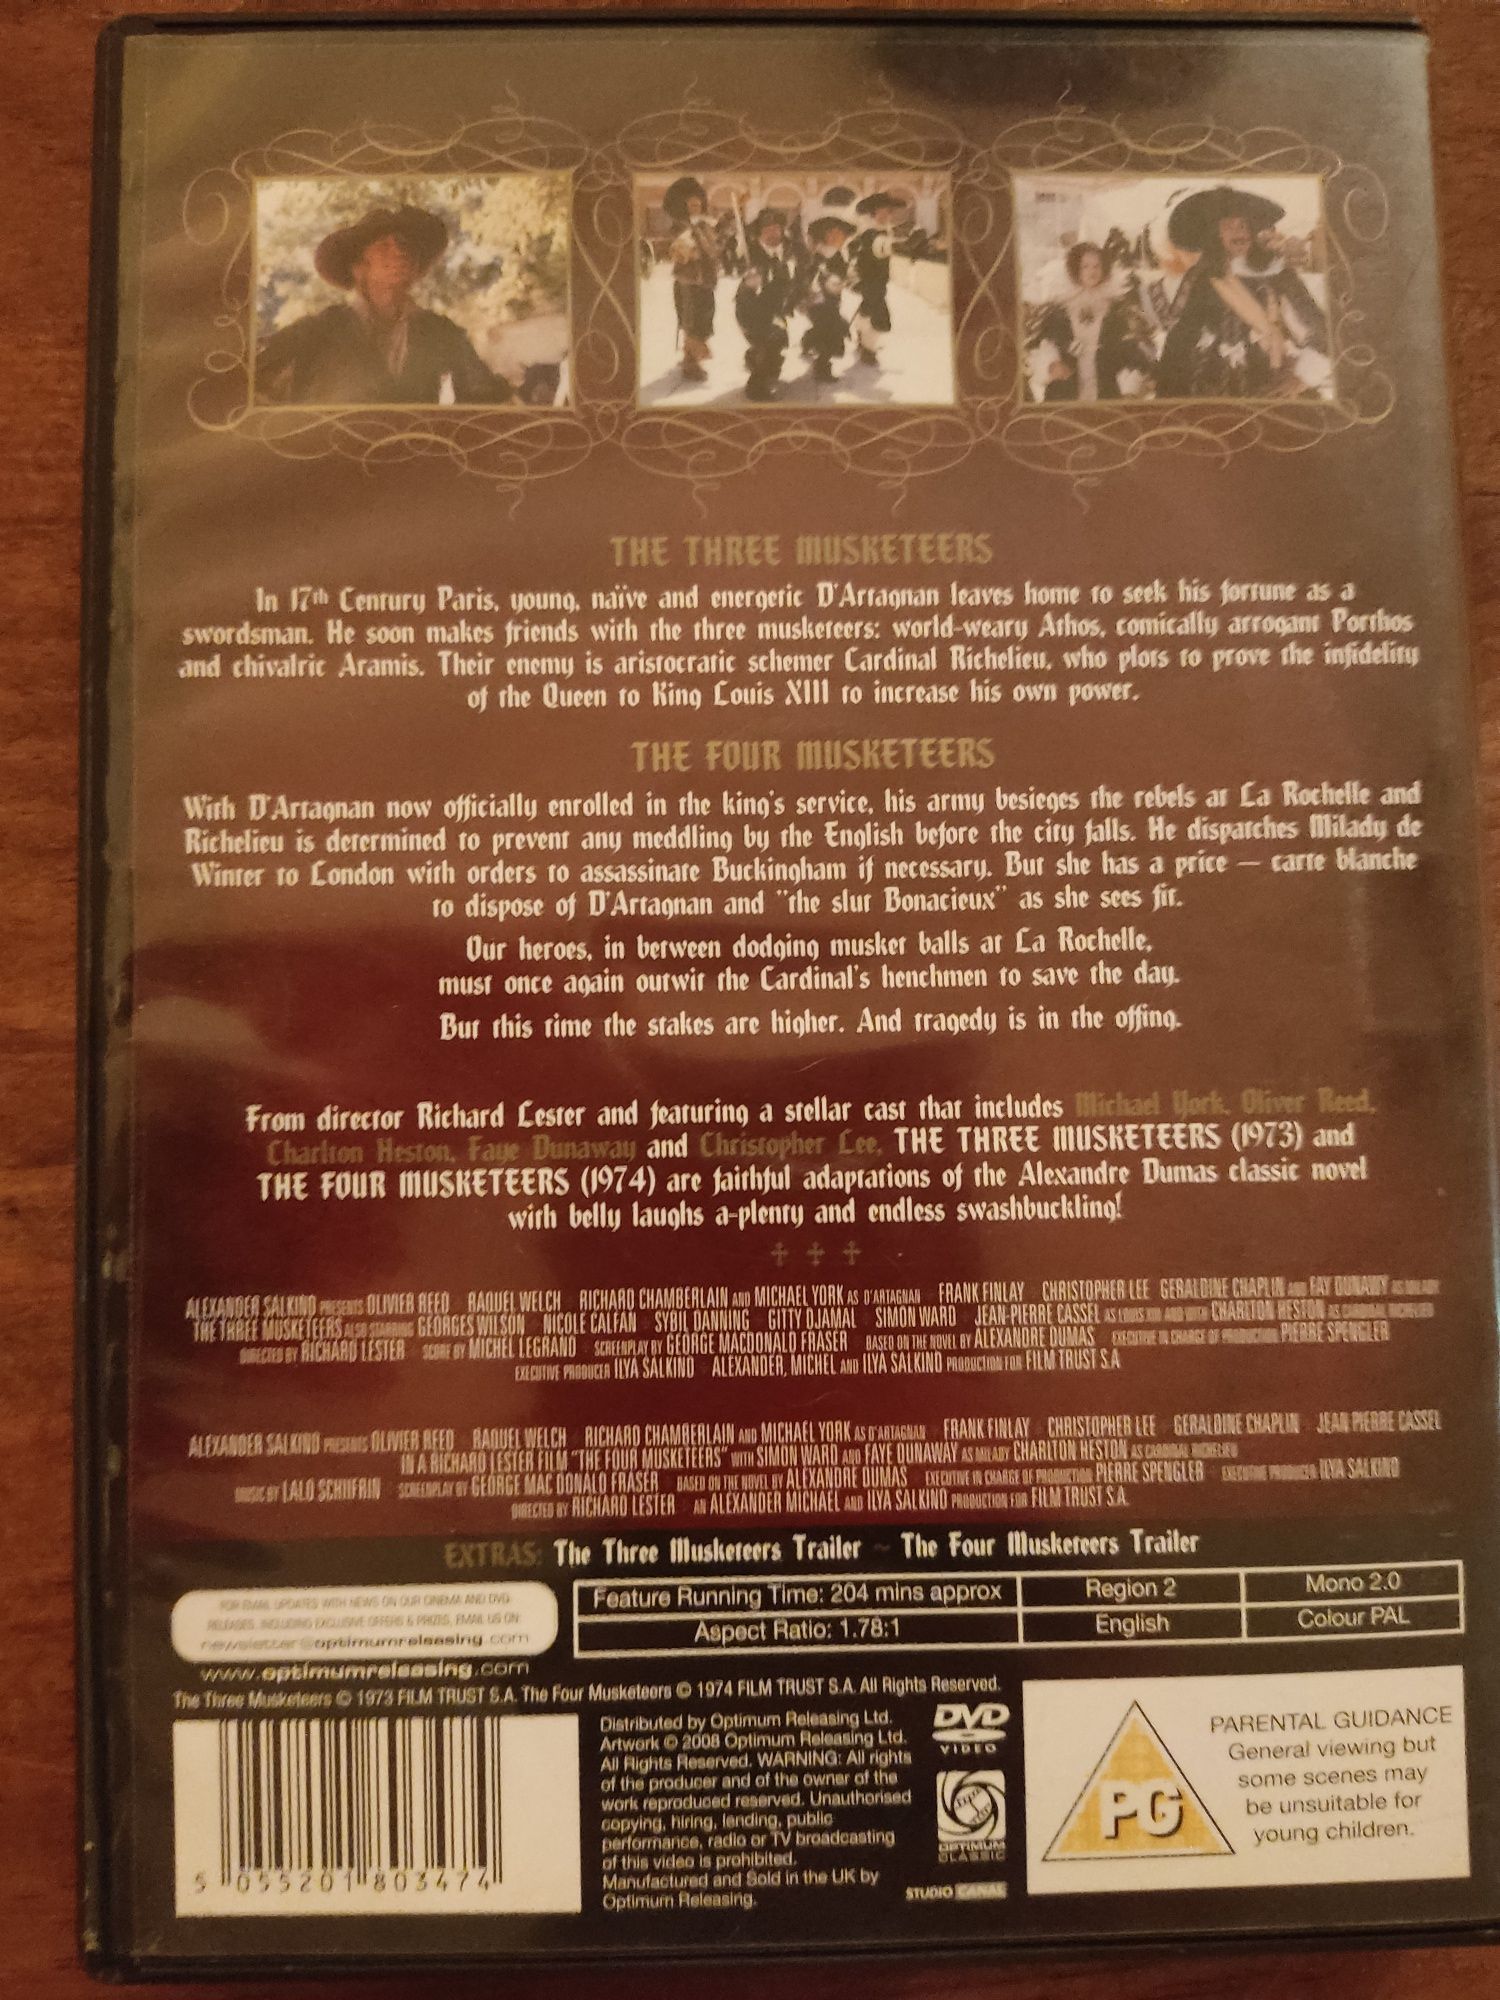 THE THREE MUSKETEERS
In 17th Century Paris, young, naïve and energetic D'Artagnan leaves home to seek his fortune as a
swordsman. He soon makes friends with the three musketeers: world-weary Athos, comically arrogant Porthos
and chivalric Aramis. Their enemy is aristocratic schemer Cardinal Richelieu, who plots to prove the infidelity
of the Queen to King Louis XIII to increase his own power.
THE FOUR MUSKETEERS
With D'Artagnan now officially enrolled in the king's service, his army besieges the rebels at La Rochelle and
Richelieu is determined to prevent any meddling by the English before the city falls. He dispatches Milady de
Winter to London with orders to assassinate Buckingham if necessary. But she has a price – carte blanche
to dispose of D'Artagnan and "the slut Bonacieux" as she sees fit.
Our heroes, in between dodging musket balls at La Rochelle,
must once again outwit the Cardinal's henchmen to save the day.
But this time the stakes are higher. And tragedy is in the offing.
From director Richard Lester and featuring a stellar cast that includes Michael York, Oliver Reed,
Charlton Heston, Faye Dunaway and Christopher Lee, THE THREE MUSKETEERS (1973) and
THE FOUR MUSKETEERS (1974) are faithful adaptations of the Alexandre Dumas classic novel
with belly laughs a-plenty and endless swashbuckling!
ALEXANDER SALKIND PRESENTS OLIVIER REED RAQUEL WELCH RICHARD CHAMBERLAIN AND MICHAEL YORK AS D'ARTAGNAN FRANK FINLAY CHRISTOPHER LEE GERALDINE CHAPLIN AND FAY DUNAWY AS MILADY
THE THREE MUSKETEERS ALSO STARRING GEORGES WILSON NICOLE CALFAN SYBIL DANNING GITTY DJAMAL SIMON WARD JEAN-PIERRE CASSEL AS LOUIS XIII AND WITH CHARLTON HESTON AS CARDINAL RICHELIEU
DIRECTED BY RICHARD LESTER SCORE BY MICHEL LEGRAND SCREENPLAY BY GEORGE MACDONALD FRASER BASED ON THE NOVEL BY ALEXANDRE DUMAS EXECUTIVE IN CHARGE OF PRODUCTION PIERRE SPENGLER
EXECUTIVE PRODUCER ILYA SALKIND ALEXANDER, MICHEL AND ILYA SALKIND PRODUCTION FOR FILM TRUST S.A
ALEXANDER SALKIND PRESENTS OLIVIER REED RAQUEL WELCH RICHARD CHAMBERLAIN AND MICHAEL YORK AS D'ARTAGNAN FRANK FINLAY CHRISTOPHER LEE GERALDINE CHAPLIN JEAN PIERRE CASSEL
IN A RICHARD LESTER FILM "THE FOUR MUSKETEERS" WITH SIMON WARD AND FAYE DUNAWAY AS MILADY CHARLTON HESTON AS CARDINAL RICHELIEU
MUSIC BY LALO SCHIIFRIN SCREENPLAY BY GEORGE MAC DONALD FRASER BASED ON THE NOVEL BY ALEXANDRE DUMAS EXECUTIVE IN CHARGE OF PRODUCTION PIERRE SPENGLER EXECUTIVE PRODUCER ILYA SALKIND
DIRECTED BY RICHARD LESTER AN ALEXANDER MICHAEL AND ILYA SALKIND PRODUCTION FOR FILM TRUST S.A.
EXTRAS: The Three Musketeers Trailer ~ The Four Musketeers Trailer
FOR EMAIL UPDATES WITH NEWS ON OUR CINEMA AND DVD
RELEASES, INCLUDING EXCLUSIVE OFFERS & PRIZES, EMAIL US ON:
newsletter@optimumreleasing.com
www.optimumreleasing.com
Feature Running Time: 204 mins approx
Region 2
Mono 2.0
Aspect Ratio: 1.78:1
English
Colour PAL
The Three Musketeers © 1973 FILM TRUST S.A. The Four Musketeers © 1974 FILM TRUST S.A. All Rights Reserved.
Distributed by Optimum Releasing Ltd.
Artwork © 2008 Optimum Releasing Ltd.
All Rights Reserved. WARNING: All rights
of the producer and of the owner of the
work reproduced reserved. Unauthorised
copying, hiring, lending, public
performance, radio or TV broadcasting
of this video is prohibited.
Manufactured and Sold in the UK by
Optimum Releasing.
5 055201 803474
DVD
VIDEO
OPTIMUM
CLASSIC
STUDIO CANAL
PG
PARENTAL GUIDANCE
General viewing but
some scenes may
be unsuitable for
young children.